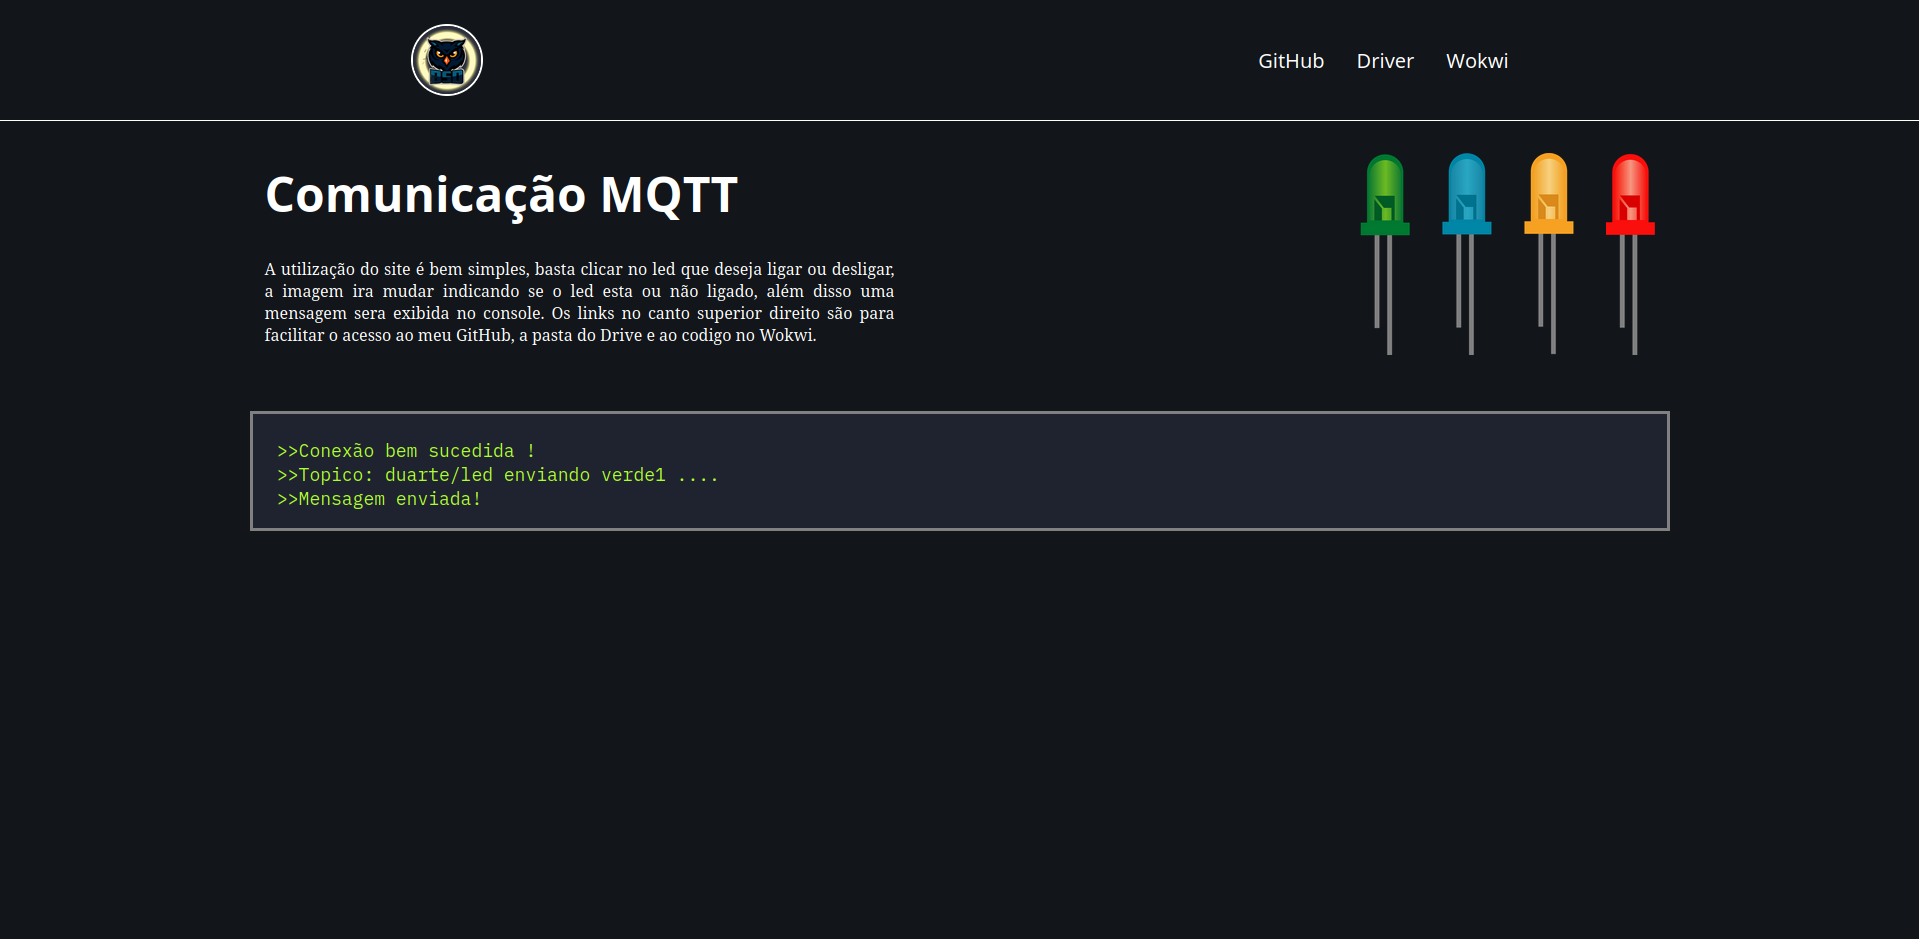 GitHub Driver Wokwi
Comunicação MQTT
A utilização do site é bem simples, basta clicar no led que deseja ligar ou desligar,
a imagem ira mudar indicando se o led esta ou não ligado, além disso uma
mensagem sera exibida no console. Os links no canto superior direito são para
facilitar o acesso ao meu GitHub, a pasta do Drive e ao codigo no Wokwi.
>>Conexão bem sucedida !
>>Topico: duarte/led enviando verde1 ....
>>Mensagem enviada!